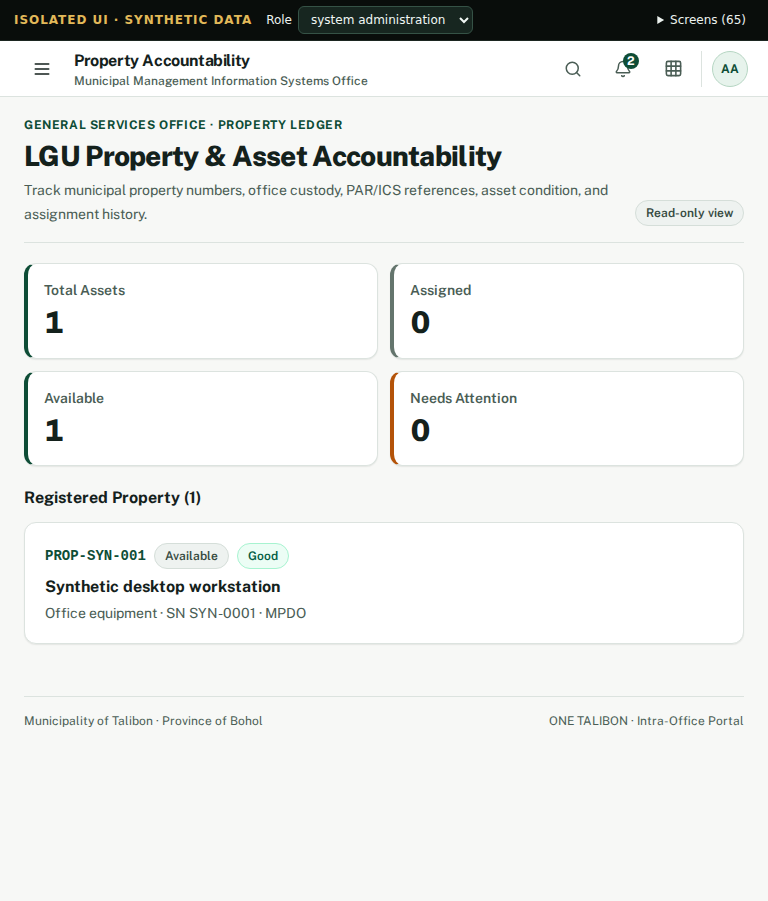 ISOLATED UI · SYNTHETIC DATA Role system administration Screens (65)
Property Accountability
Municipal Management Information Systems Office
2
AA
GENERAL SERVICES OFFICE · PROPERTY LEDGER
LGU Property & Asset Accountability
Track municipal property numbers, office custody, PAR/ICS references, asset condition, and
assignment history.
Read-only view
Total Assets
1
Assigned
0
Available
1
Needs Attention
0
Registered Property (1)
PROP-SYN-001 Available Good
Synthetic desktop workstation
Office equipment · SN SYN-0001 · MPDO
Municipality of Talibon · Province of Bohol
ONE TALIBON · Intra-Office Portal